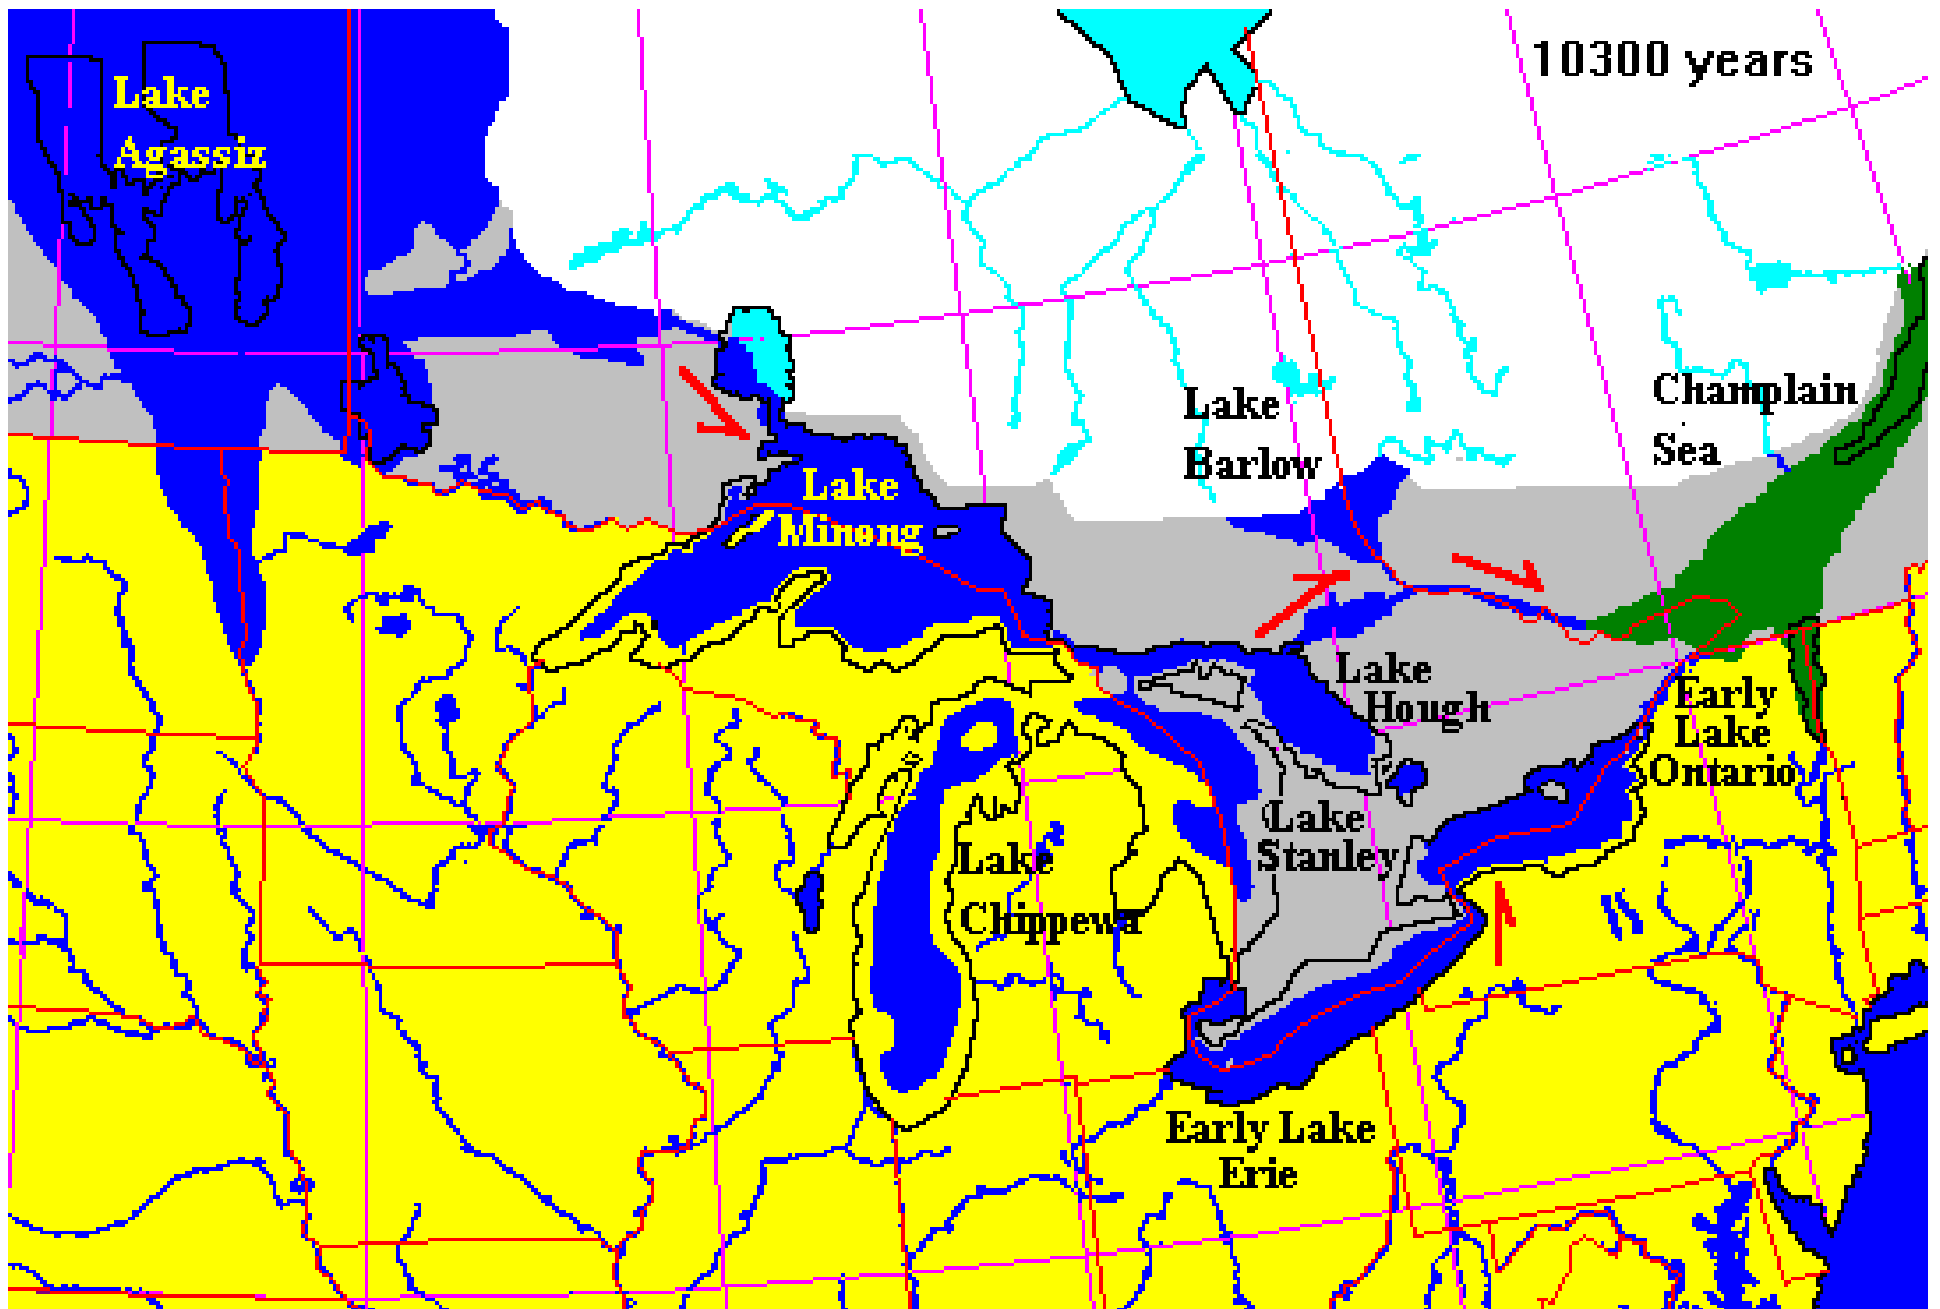 10300 years
Lake
Agassiz
Lake
Barlow
Champlain
Sea
Lake
Minong
Lake
Hough
Early
Lake
Ontario
Lake
Stanley
Lake
Chippewa
Early Lake
Erie